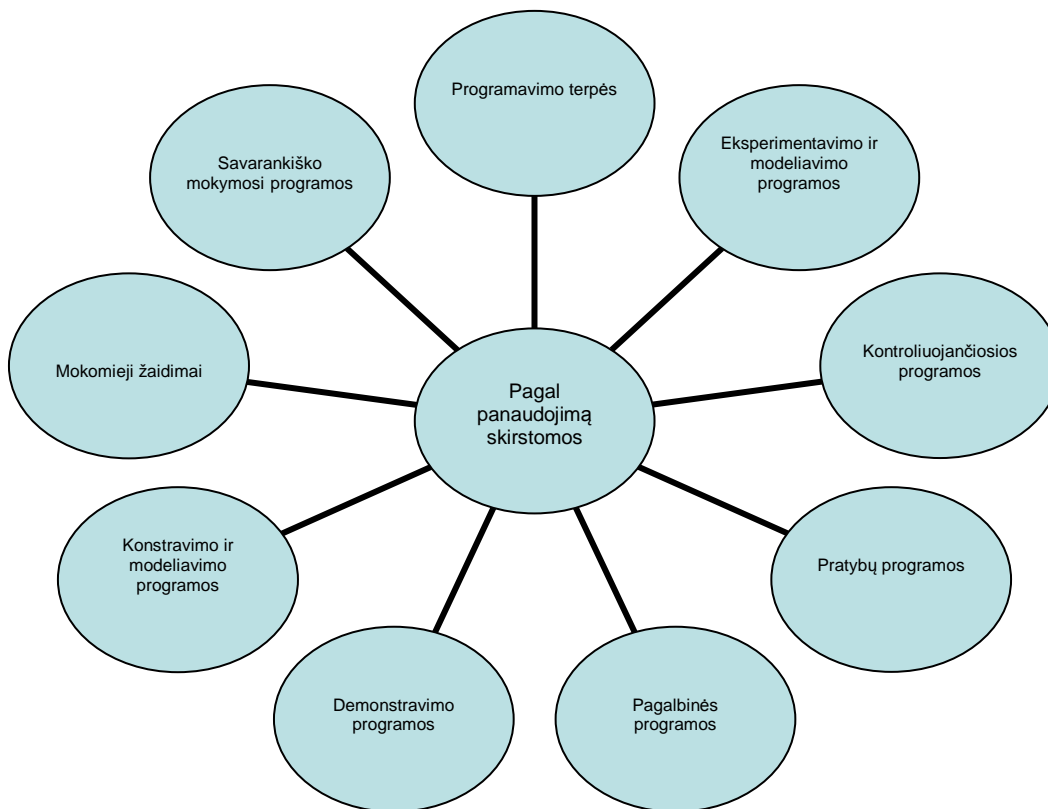 Programavimo terpės
Eksperimentavimo ir
modeliavimo
programos
Savarankiško
mokymosi programos
Kontroliuojančiosios
programos
Mokomieji žaidimai
Pagal
panaudojimą
skirstomos
Konstravimo ir
modeliavimo
programos
Pratybų programos
Demonstravimo
programos
Pagalbinės
programos